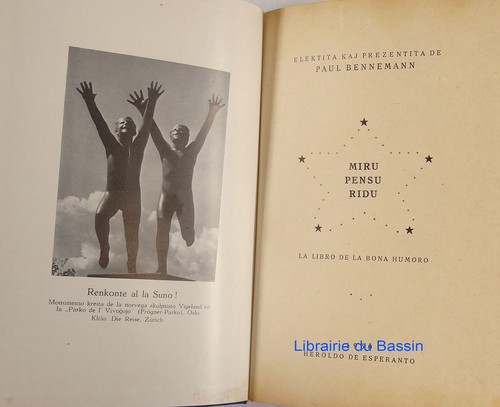 Renkonte al la Suno!
Monumento kreita de la norvega skulptuto Vigeland en
la „Parko de l' Vivoĝojo" (Frögner-Parko), Oslo
Kliŝo: Die Reise, Zürich.
ELEKTITA KAJ PREZENTITA DE
PAUL BENNEMANN
MIRU
PENSU
RIDU
LA LIBRO DE LA BONA HUMORO
Librairie du Bassin
HEROLDO DE ESPERANTO